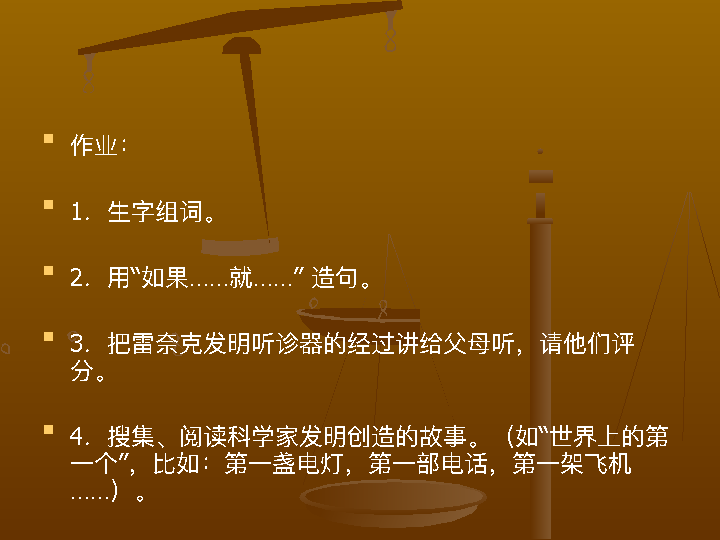 作业：
1．生字组词。
2．用“如果……就……” 造句。
3．把雷奈克发明听诊器的经过讲给父母听，请他们评
分。
4．搜集、阅读科学家发明创造的故事。（如“世界上的第
一个”，比如：第一盏电灯，第一部电话，第一架飞机
……）。